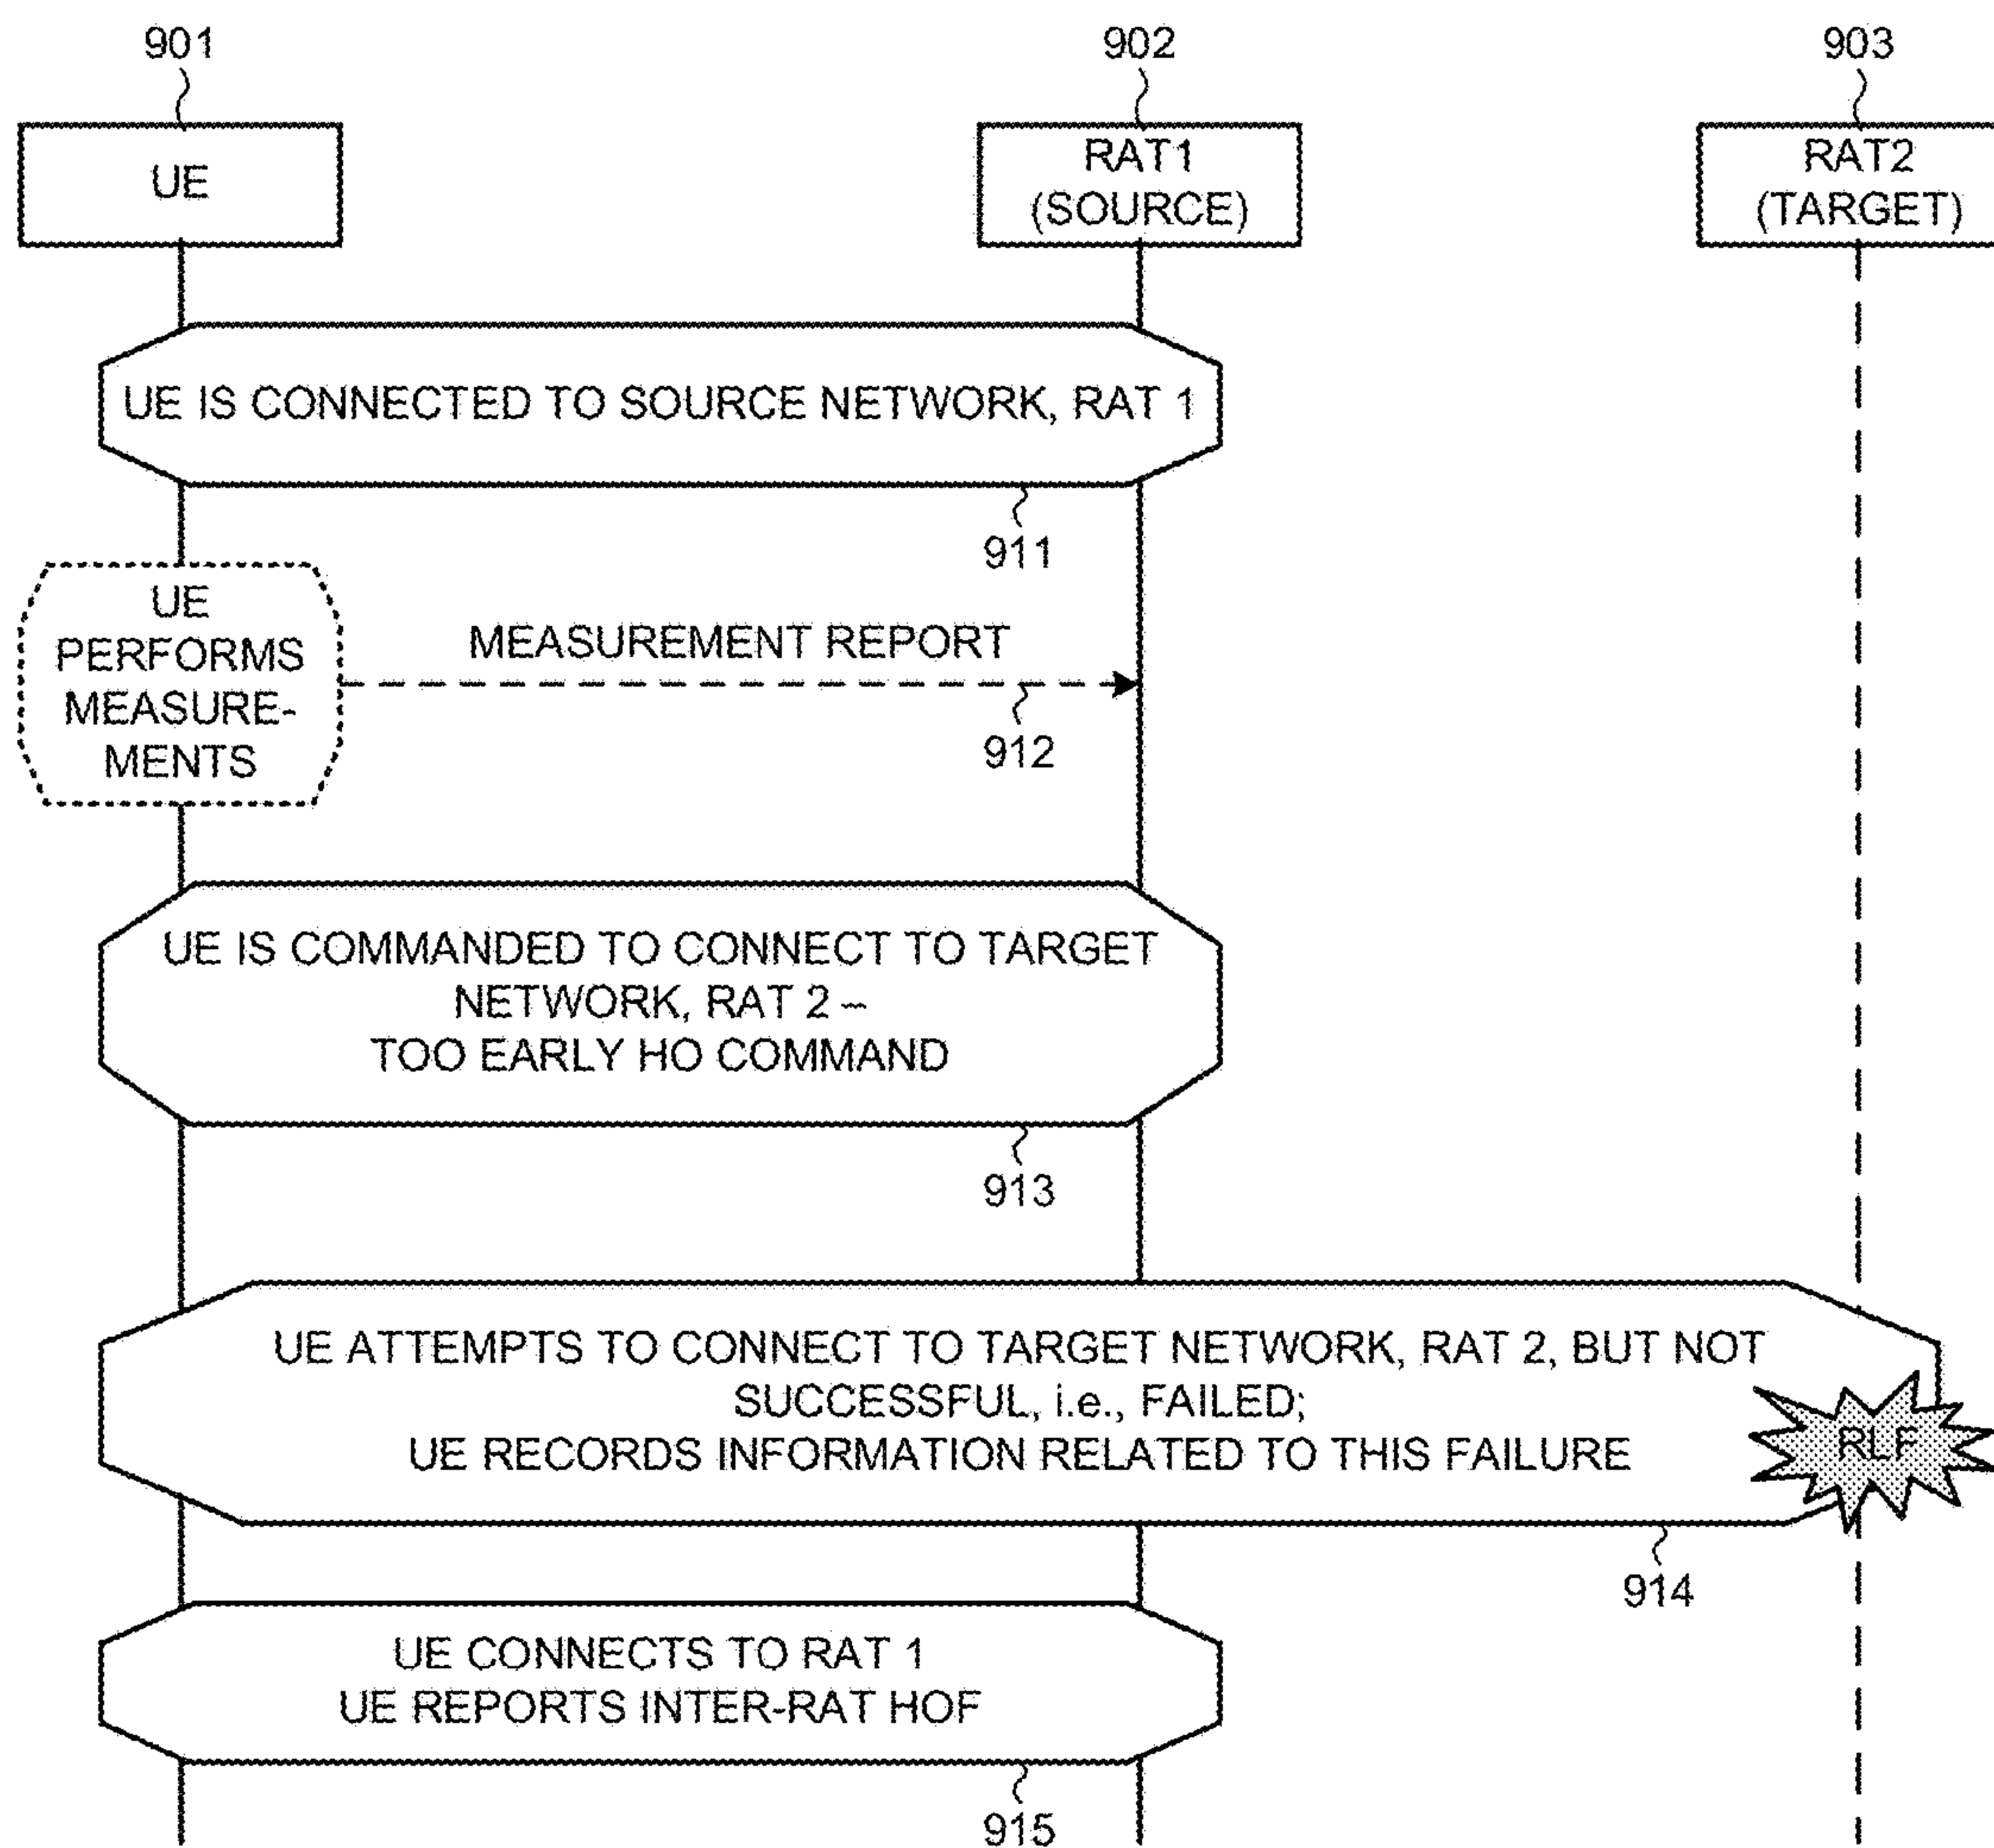 901
902
903
UE
RAT1
(SOURCE)
RAT2
(TARGET)
UE IS CONNECTED TO SOURCE NETWORK, RAT 1
911
UE
PERFORMS
MEASURE-
MENTS
MEASUREMENT REPORT
912
UE IS COMMANDED TO CONNECT TO TARGET
NETWORK, RAT 2 –
TOO EARLY HO COMMAND
913
UE ATTEMPTS TO CONNECT TO TARGET NETWORK, RAT 2, BUT NOT
SUCCESSFUL, i.e., FAILED;
UE RECORDS INFORMATION RELATED TO THIS FAILURE
RLF
914
UE CONNECTS TO RAT 1
UE REPORTS INTER-RAT HOF
915